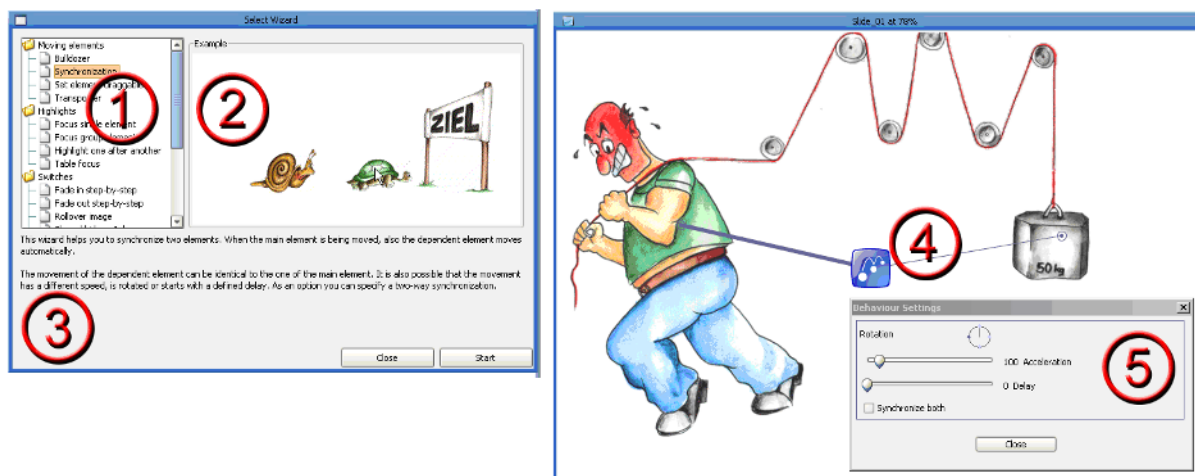 Select Wizard
Moving elements
Bulldozer
Synchronization
Set element draggable
Transporter
Highlights
Focus single element
Focus group element
Highlight one after another
Table focus
Switches
Fade in step-by-step
Fade out step-by-step
Rollover image
1
Example
2
ZIEL
This wizard helps you to synchronize two elements. When the main element is being moved, also the dependent element moves
automatically.
The movement of the dependent element can be identical to the one of the main element. It is also possible that the movement
has a different speed, is rotated or starts with a defined delay. As an option you can specify a two-way synchronization.
3
Close
Start
Slide_01 at 78%
4
50 kg
Behaviour Settings
Rotation
100 Acceleration
0 Delay
Synchronize both
5
Close